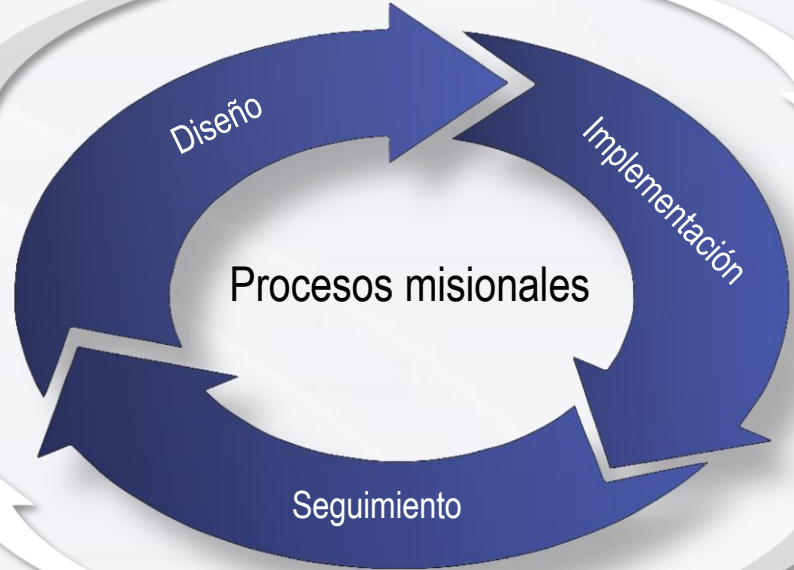 Diseño
Implementación
Procesos misionales
Seguimiento